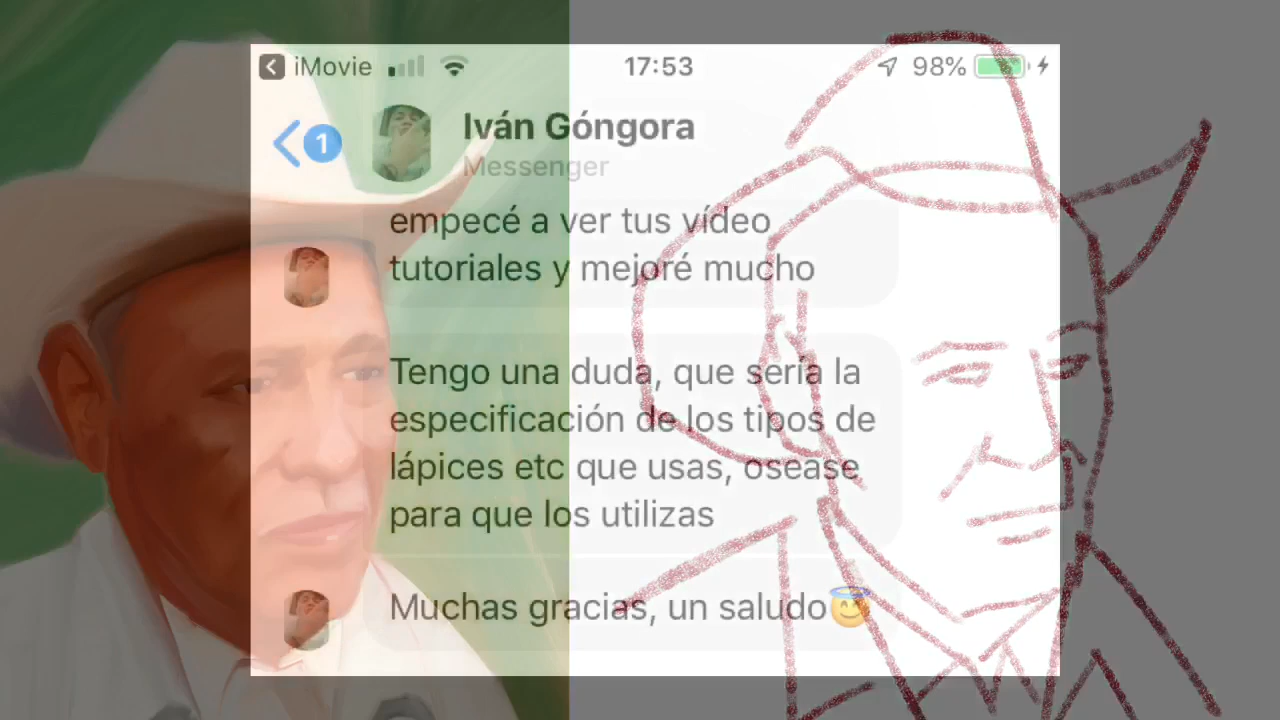 iMovie 17:53 98%
1 Iván Góngora
Messenger
empecé a ver tus vídeo
tutoriales y mejoré mucho
Tengo una duda, que sería la
especificación de los tipos de
lápices etc que usas, osease
para que los utilizas
Muchas gracias, un saludo😇